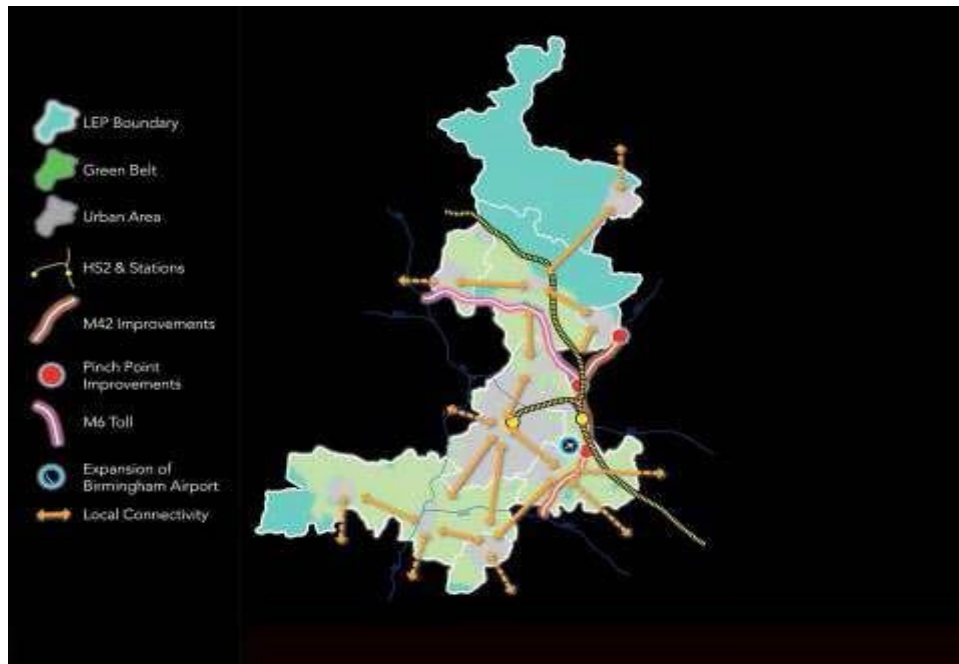 LEP Boundary
Green Belt
Urban Area
HS2 & Stations
M42 Improvements
Pinch Point
Improvements
M6 Toll
Expansion of
Birmingham Airport
Local Connectivity